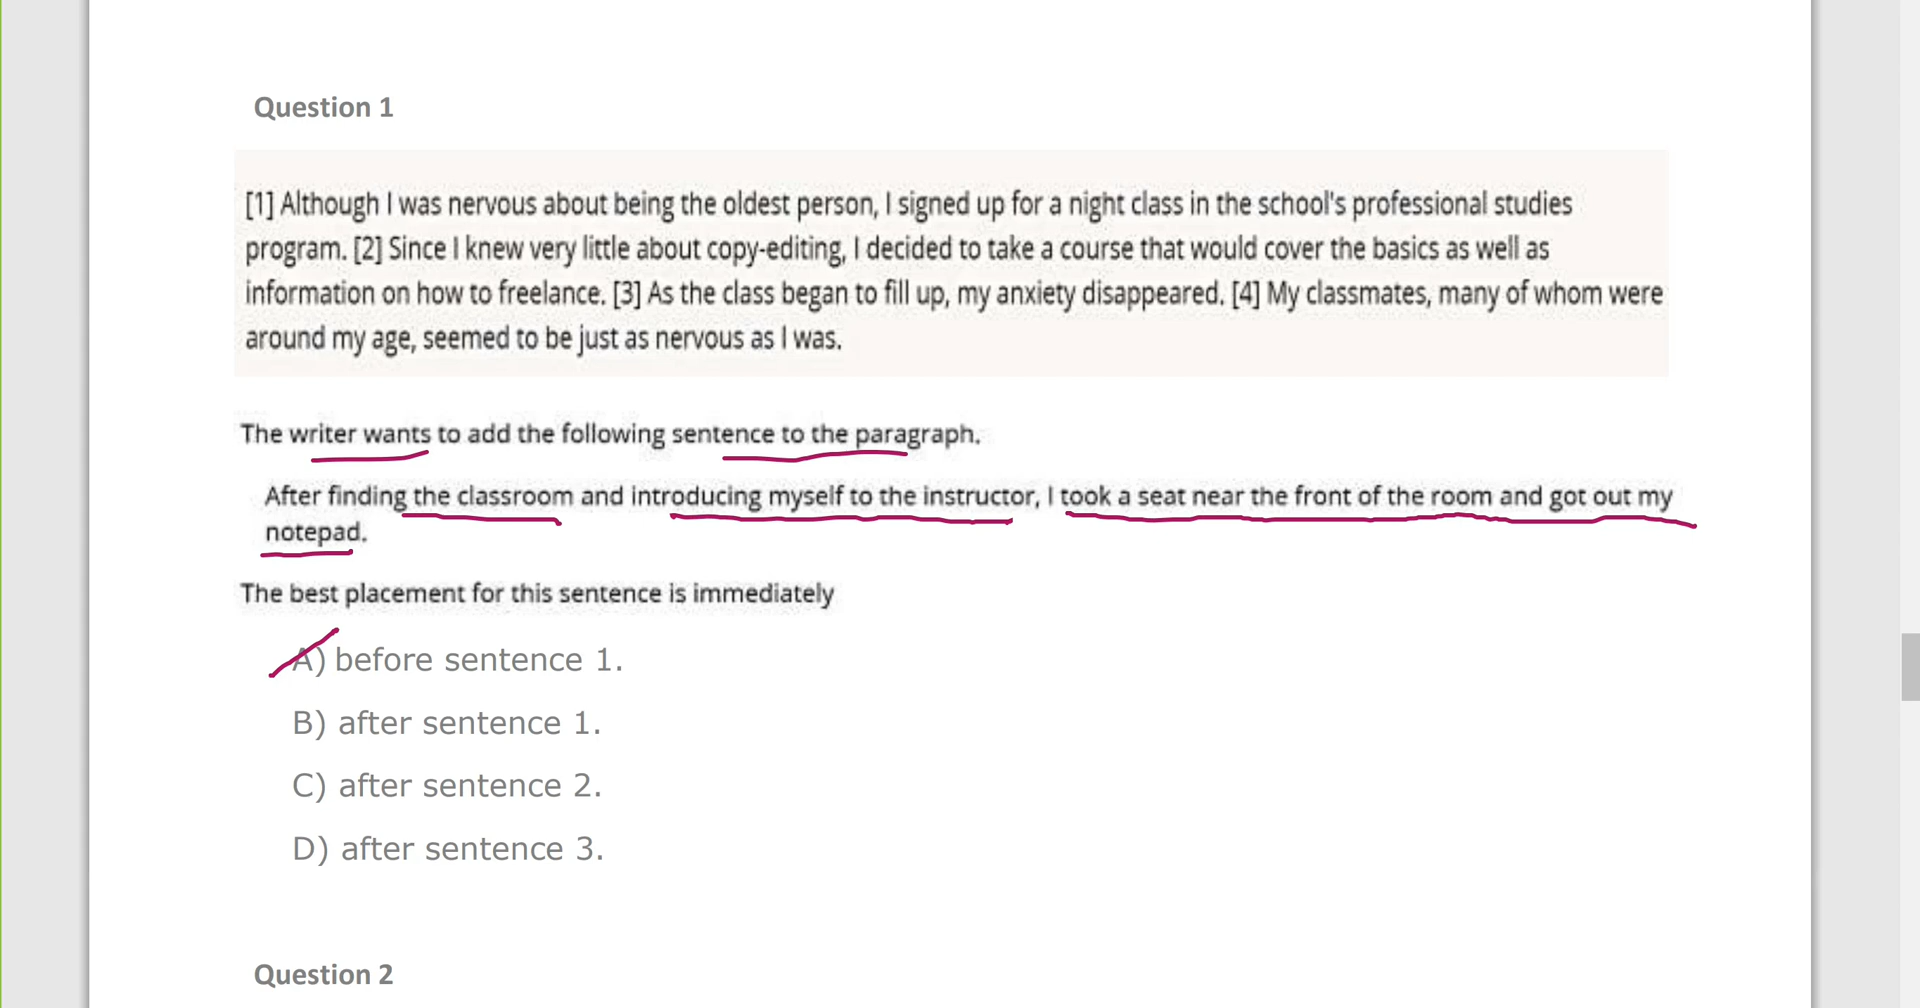 Question 1
[1] Although I was nervous about being the oldest person, I signed up for a night class in the school's professional studies
program. [2] Since I knew very little about copy-editing, I decided to take a course that would cover the basics as well as
information on how to freelance. [3] As the class began to fill up, my anxiety disappeared. [4] My classmates, many of whom were
around my age, seemed to be just as nervous as I was.
The writer wants to add the following sentence to the paragraph.
After finding the classroom and introducing myself to the instructor, I took a seat near the front of the room and got out my
notepad.
The best placement for this sentence is immediately
A) before sentence 1.
B) after sentence 1.
C) after sentence 2.
D) after sentence 3.
Question 2